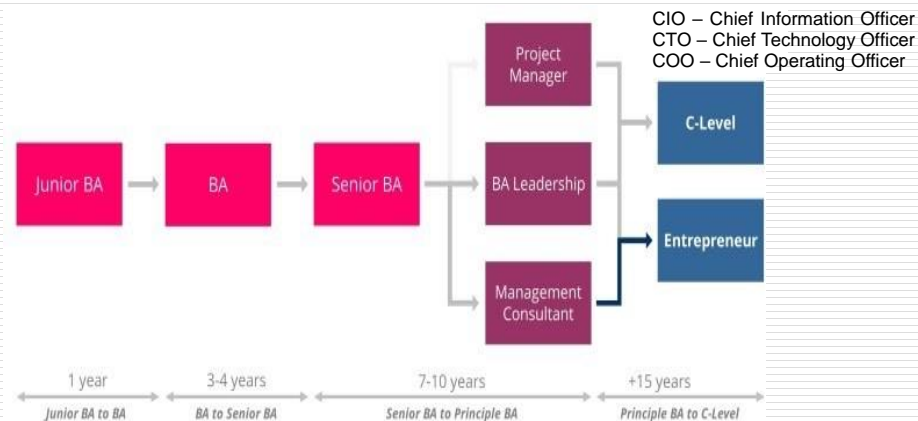 CIO – Chief Information Officer
CTO – Chief Technology Officer
COO – Chief Operating Officer
Project
Manager
C-Level
Junior BA
BA
Senior BA
BA Leadership
Entrepreneur
Management
Consultant
1 year
3-4 years
7-10 years
+15 years
Junior BA to BA
BA to Senior BA
Senior BA to Principle BA
Principle BA to C-Level